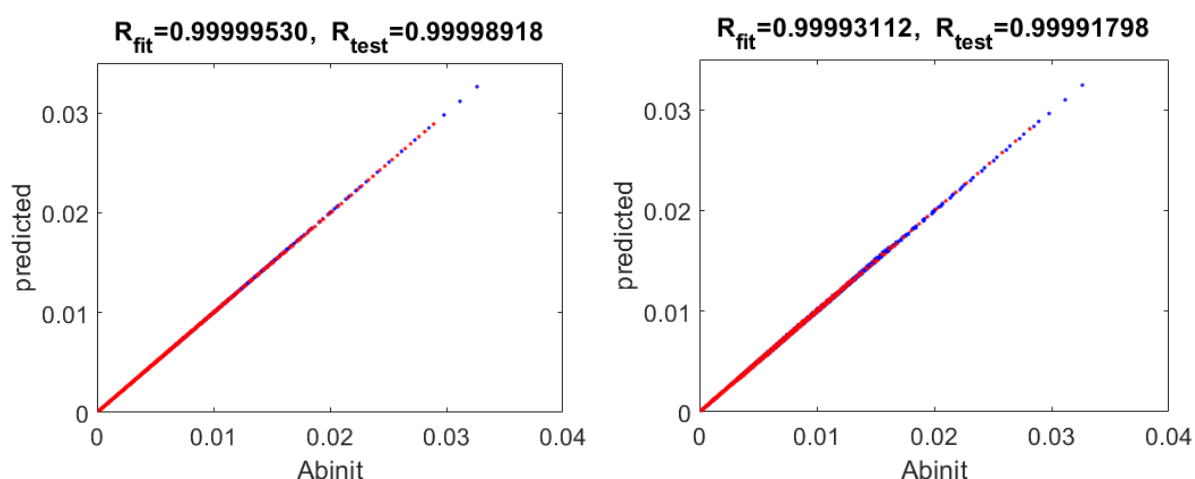 R_fit=0.99999530, R_test=0.99998918
0.03
0.02
0.01
0
predicted
0 0.01 0.02 0.03 0.04
Abinit
R_fit=0.99993112, R_test=0.99991798
0.03
0.02
0.01
0
predicted
0 0.01 0.02 0.03 0.04
Abinit